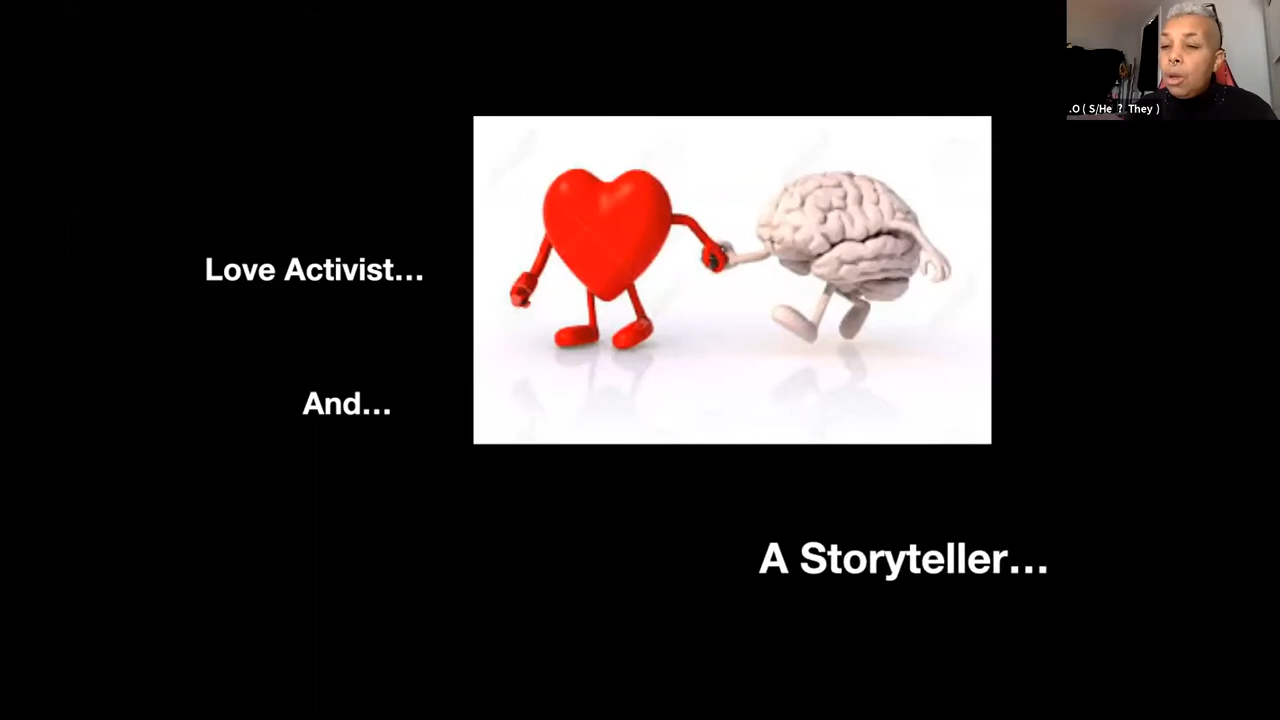 .O ( S/He ? They )
Love Activist...
And...
A Storyteller...